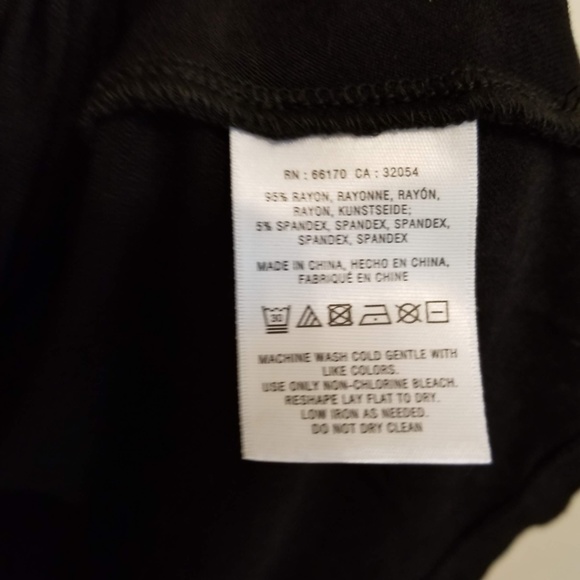 RN : 66170 CA : 32054
95% RAYON, RAYONNE, RAYÓN,
RAYON, KUNSTSEIDE;
5% SPANDEX, SPANDEX, SPANDEX,
SPANDEX, SPANDEX
MADE IN CHINA, HECHO EN CHINA,
FABRIQUÉ EN CHINE
30
MACHINE WASH COLD GENTLE WITH
LIKE COLORS.
USE ONLY NON-CHLORINE BLEACH.
RESHAPE LAY FLAT TO DRY.
LOW IRON AS NEEDED.
DO NOT DRY CLEAN